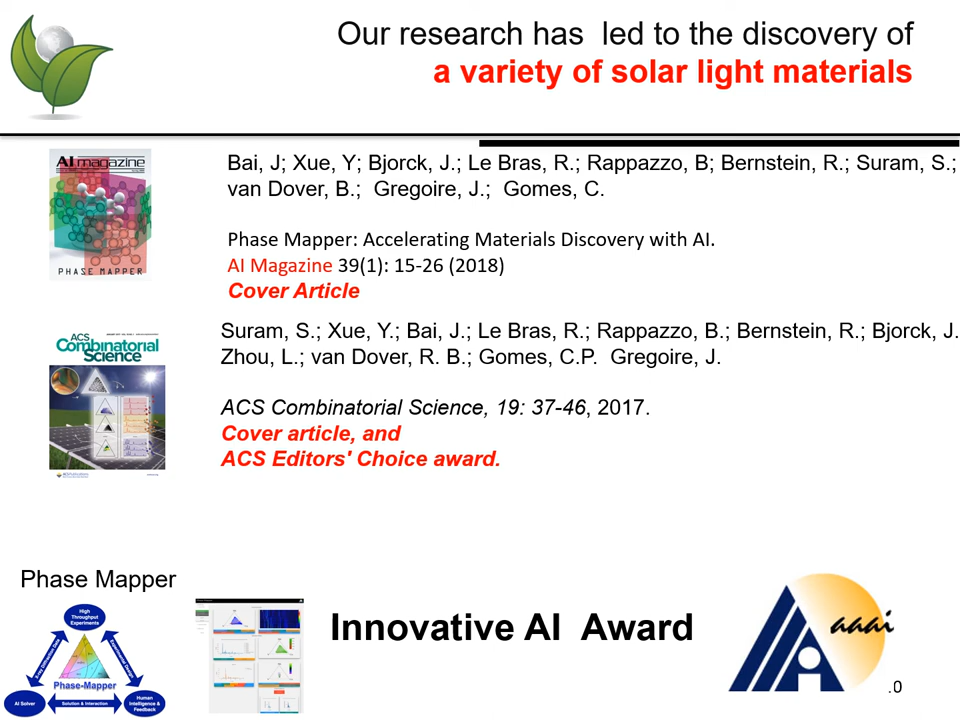 Our research has  led to the discovery of
a variety of solar light materials
AI magazine
PHASE MAPPER
Bai, J; Xue, Y; Bjorck, J.; Le Bras, R.; Rappazzo, B; Bernstein, R.; Suram, S.;
van Dover, B.;  Gregoire, J.;  Gomes, C.
Phase Mapper: Accelerating Materials Discovery with AI.
AI Magazine 39(1): 15-26 (2018)
Cover Article
ACS
Combinatorial
Science
Suram, S.; Xue, Y.; Bai, J.; Le Bras, R.; Rappazzo, B.; Bernstein, R.; Bjorck, J.
Zhou, L.; van Dover, R. B.; Gomes, C.P.  Gregoire, J.
ACS Combinatorial Science, 19: 37-46, 2017.
Cover article, and
ACS Editors' Choice award.
Phase Mapper
High
Throughput
Experiments
Phase-Mapper
AI Solver
Solution & Interaction
Human
Intelligence &
Feedback
Innovative AI  Award
aaai
.0